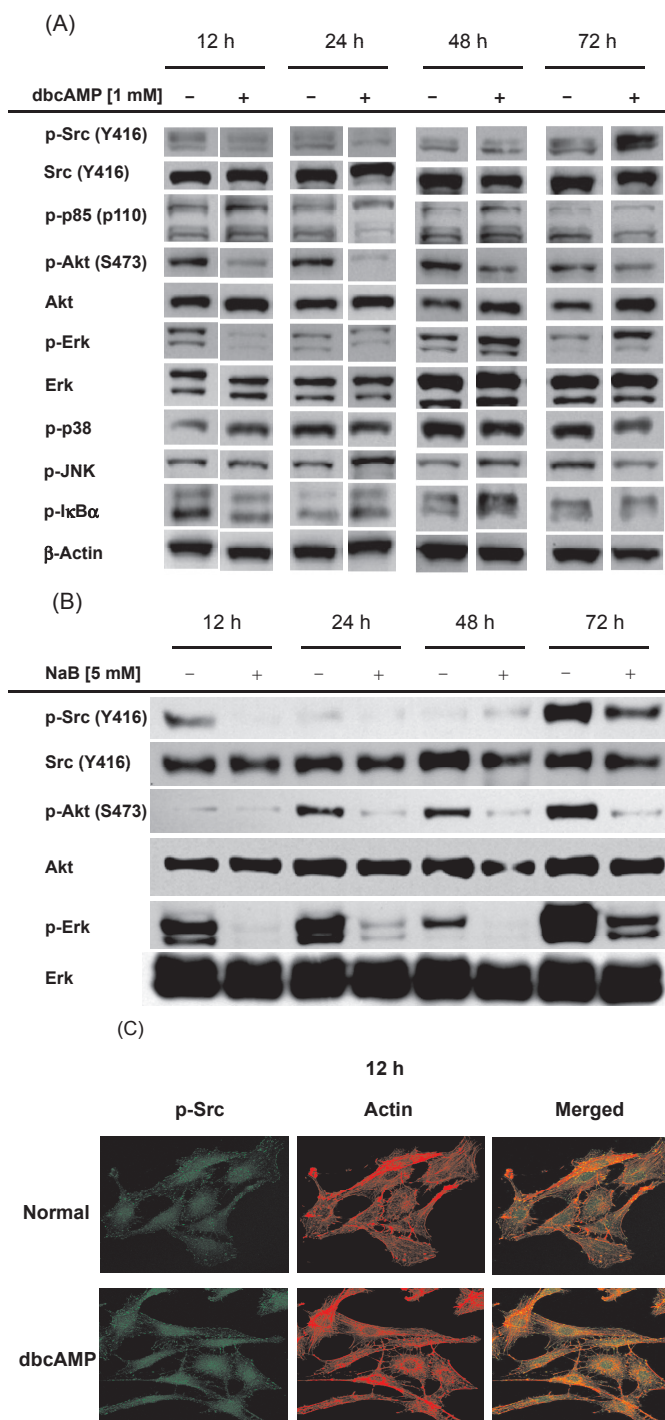 (A)
12 h 24 h 48 h 72 h
dbcAMP [1 mM] − + − + − + − +
p-Src (Y416)
Src (Y416)
p-p85 (p110)
p-Akt (S473)
Akt
p-Erk
Erk
p-p38
p-JNK
p-IκBα
β-Actin
(B)
12 h 24 h 48 h 72 h
NaB [5 mM] − + − + − + − +
p-Src (Y416)
Src (Y416)
p-Akt (S473)
Akt
p-Erk
Erk
(C)
12 h
p-Src Actin Merged
Normal
dbcAMP